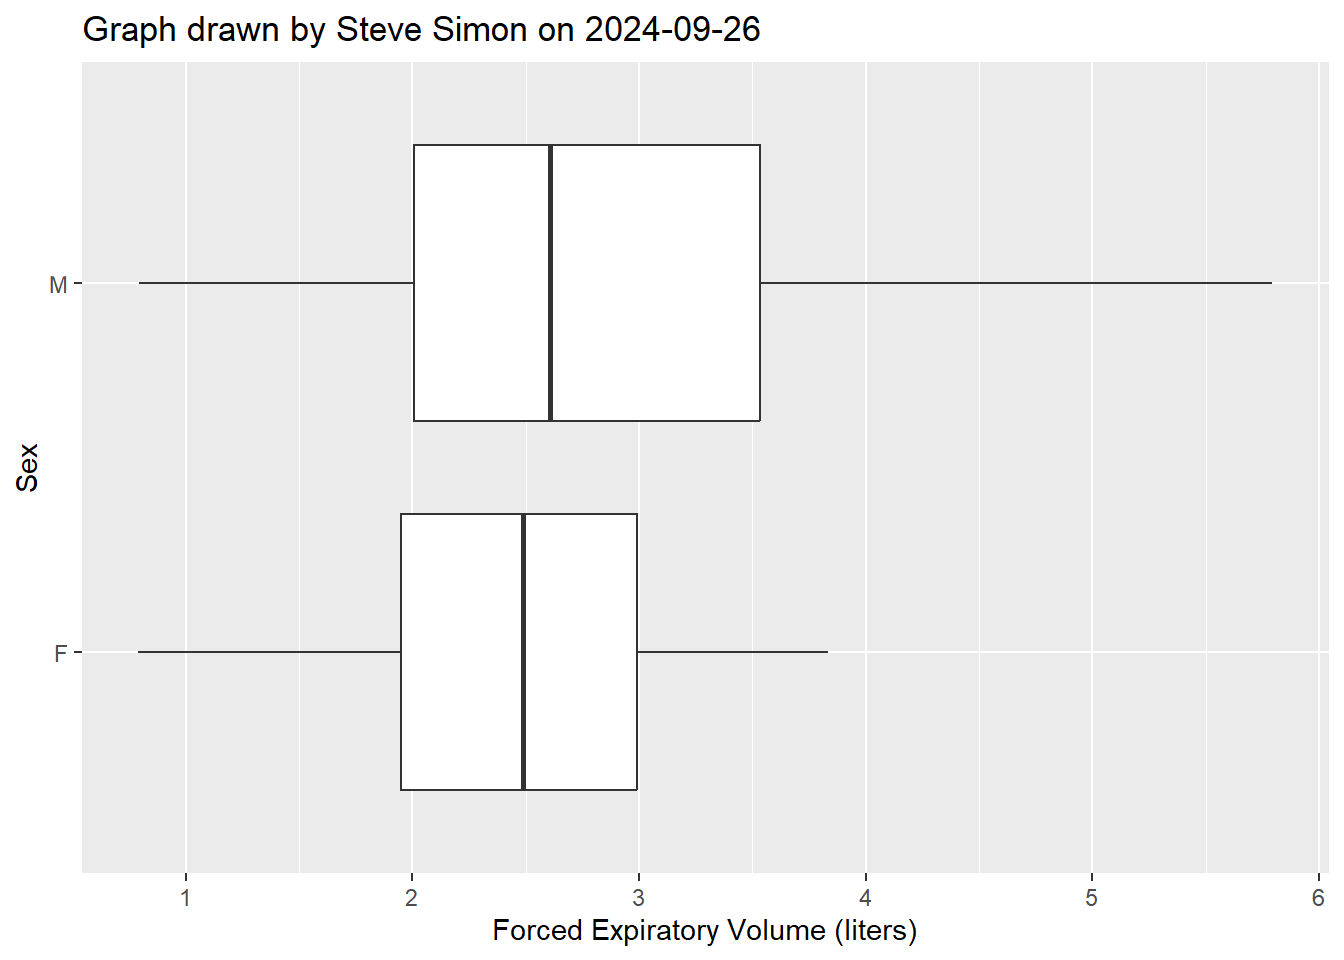 Graph drawn by Steve Simon on 2024-09-26
M
F
Sex
1 2 3 4 5 6
Forced Expiratory Volume (liters)